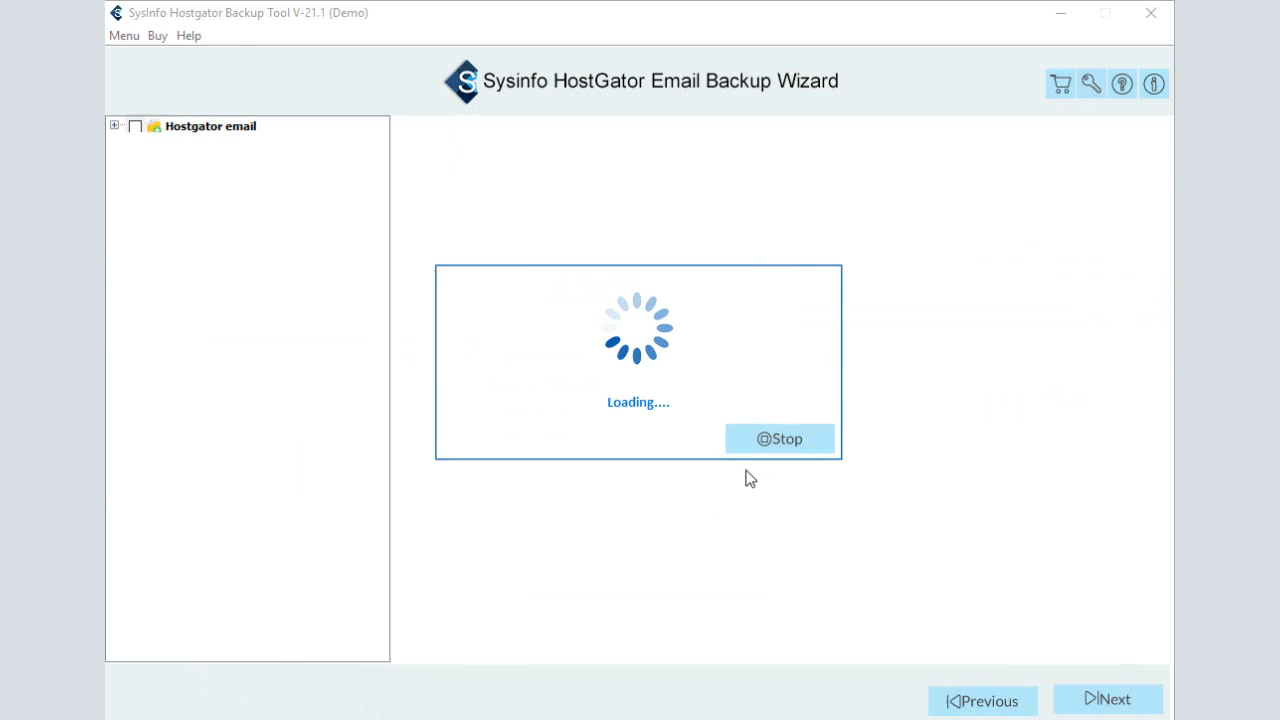 SysInfo Hostgator Backup Tool V-21.1 (Demo)
Menu Buy Help
Sysinfo HostGator Email Backup Wizard
Hostgator email
Loading....
Stop
Previous
Next